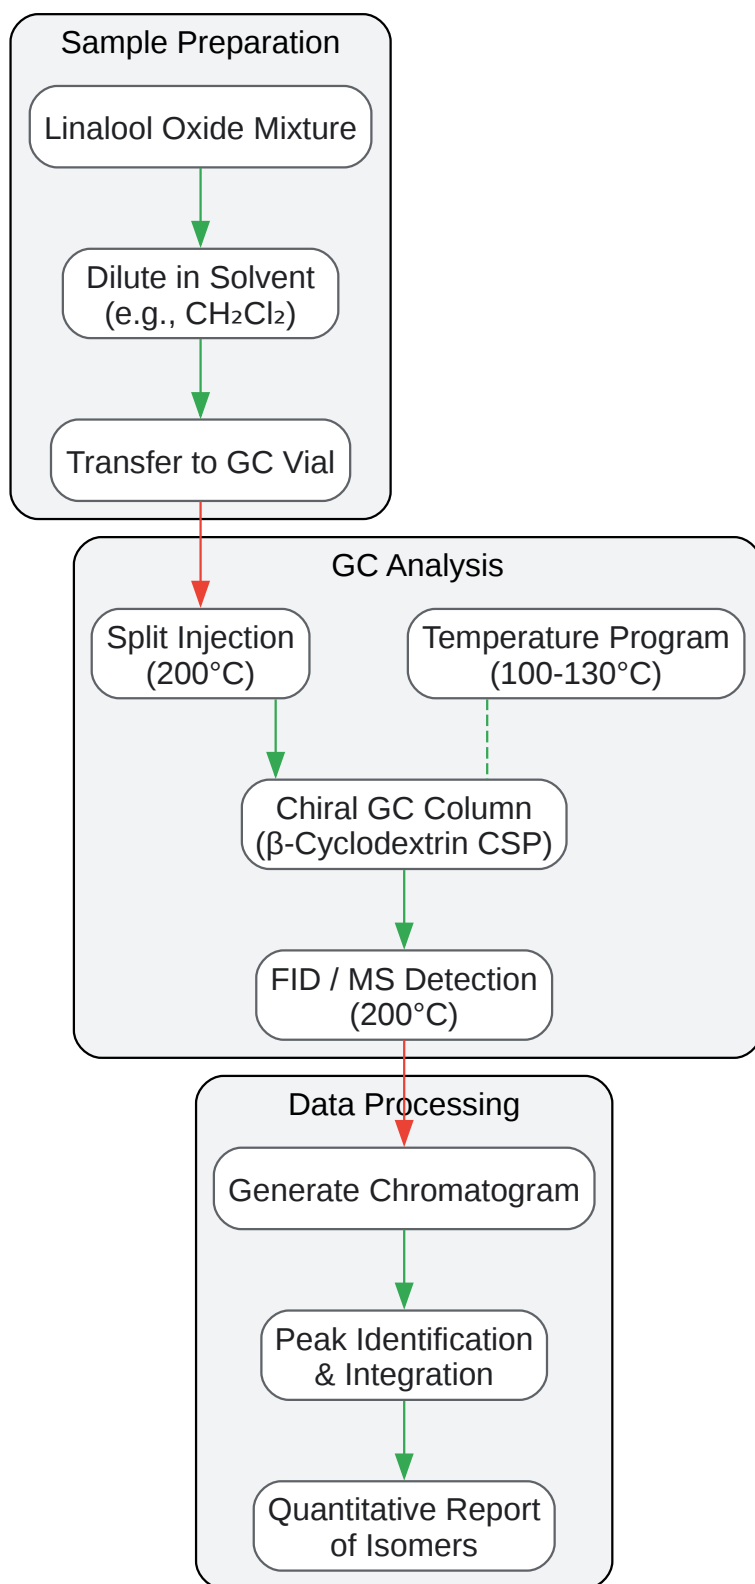 Sample Preparation
Linalool Oxide Mixture
Dilute in Solvent
(e.g., CH₂Cl₂)
Transfer to GC Vial
GC Analysis
Split Injection
(200°C)
Temperature Program
(100-130°C)
Chiral GC Column
(β-Cyclodextrin CSP)
FID / MS Detection
(200°C)
Data Processing
Generate Chromatogram
Peak Identification
& Integration
Quantitative Report
of Isomers